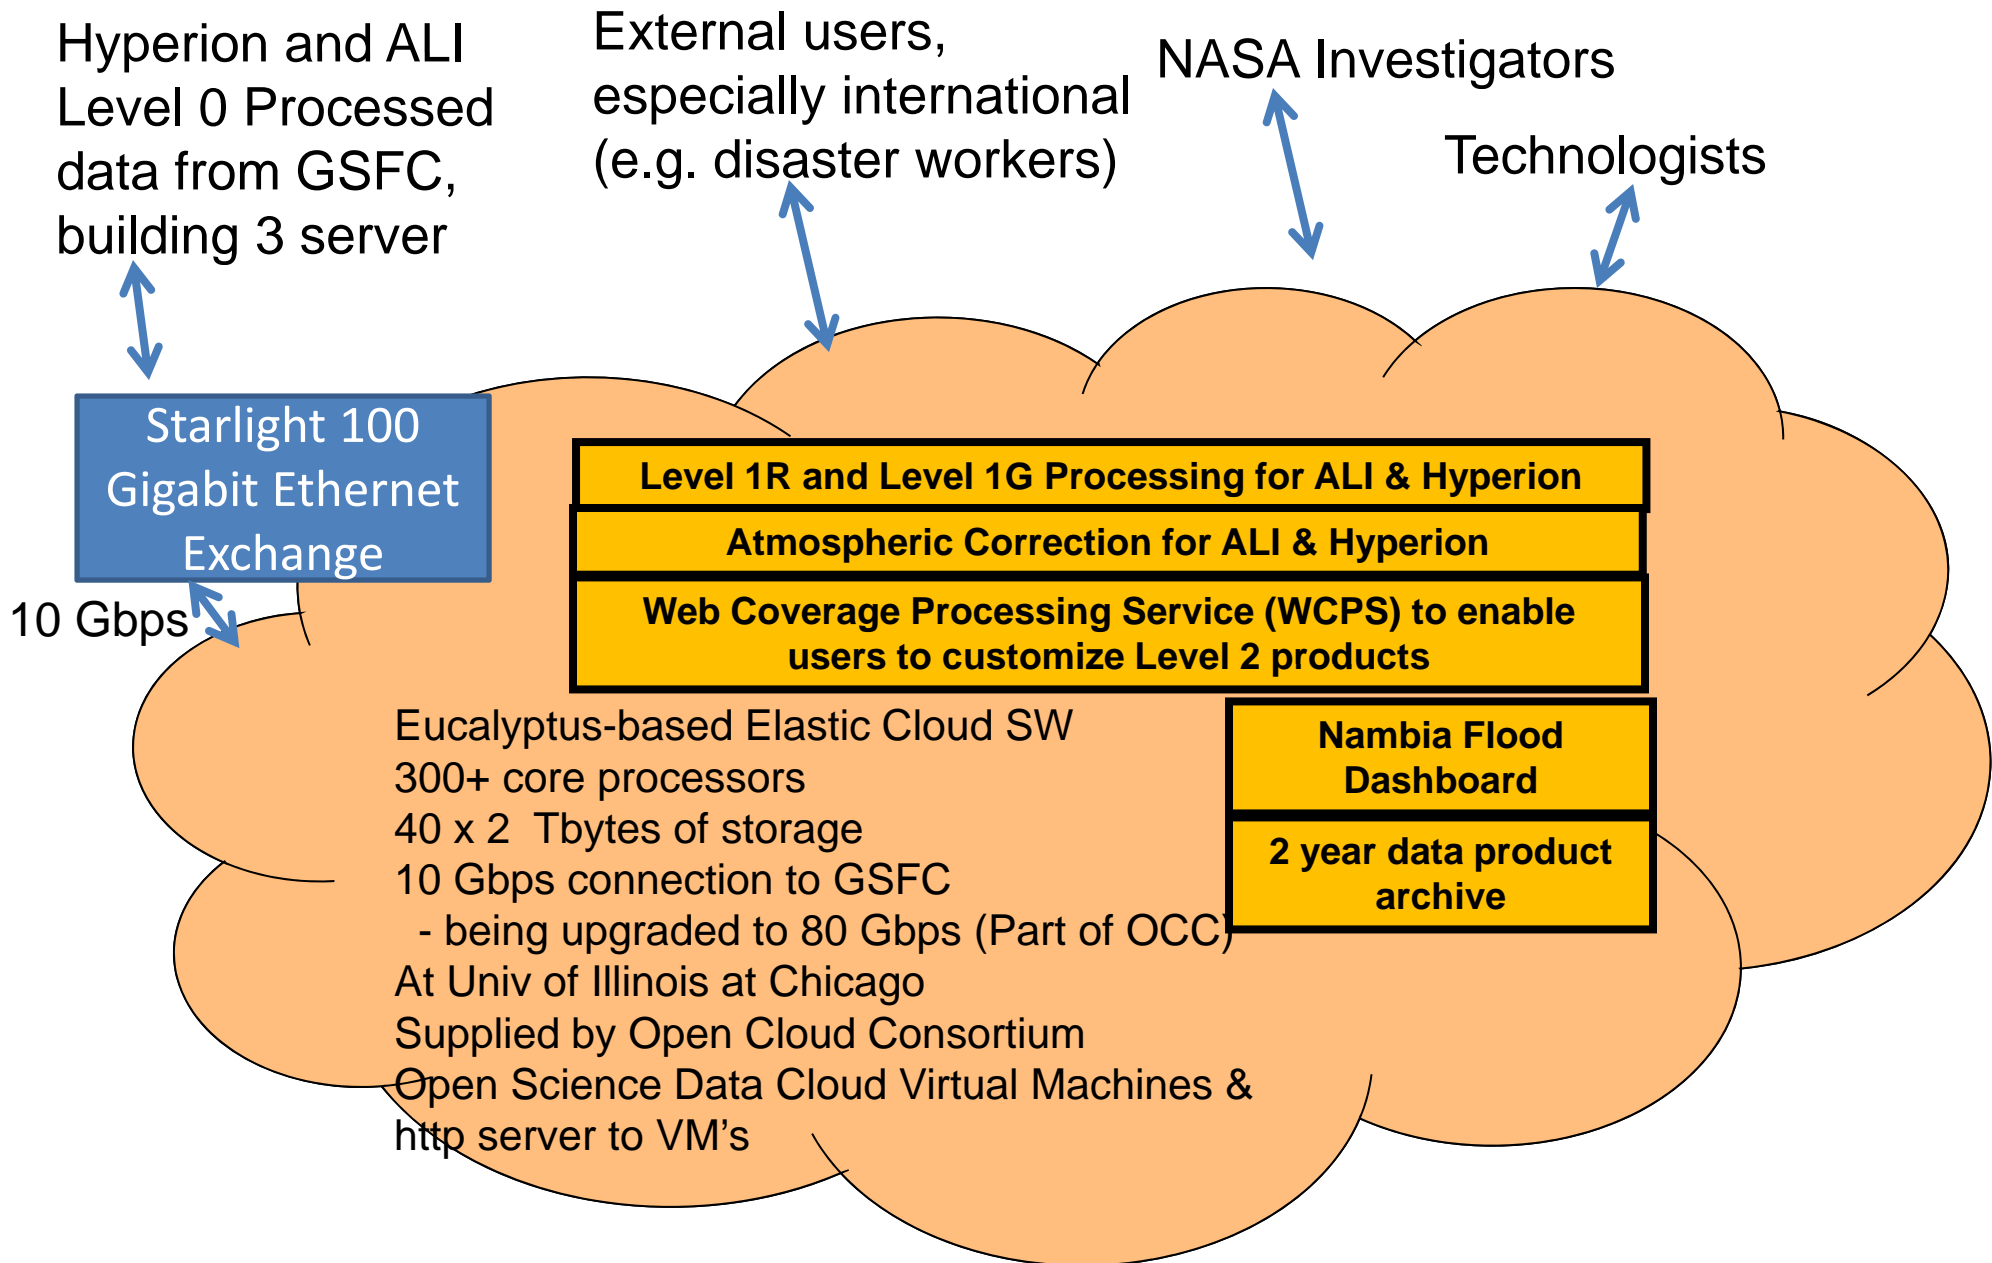 Hyperion and ALI
Level 0 Processed
data from GSFC,
building 3 server
External users,
especially international
(e.g. disaster workers)
NASA Investigators
Technologists
Starlight 100
Gigabit Ethernet
Exchange
10 Gbps
Level 1R and Level 1G Processing for ALI & Hyperion
Atmospheric Correction for ALI & Hyperion
Web Coverage Processing Service (WCPS) to enable
users to customize Level 2 products
Eucalyptus-based Elastic Cloud SW
300+ core processors
40 x 2  Tbytes of storage
10 Gbps connection to GSFC
- being upgraded to 80 Gbps (Part of OCC)
At Univ of Illinois at Chicago
Supplied by Open Cloud Consortium
Open Science Data Cloud Virtual Machines &
http server to VM’s
Nambia Flood
Dashboard
2 year data product
archive